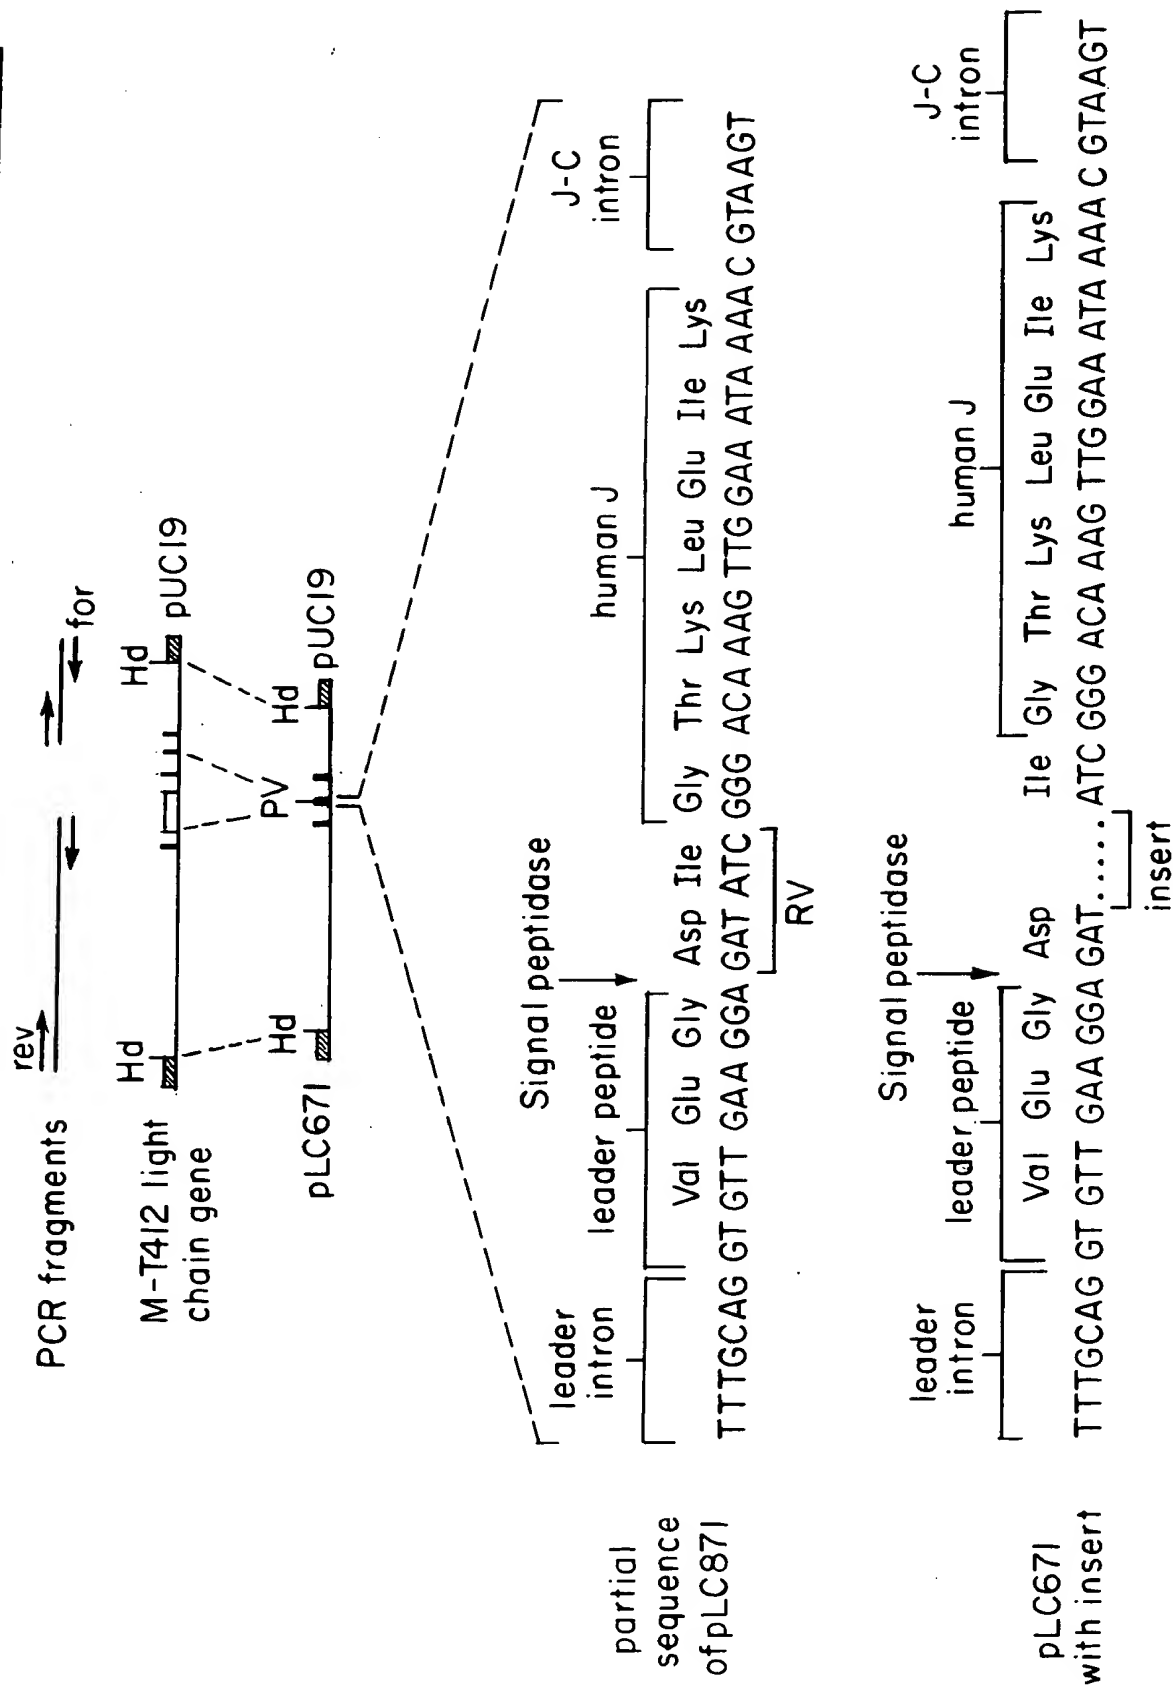 PCR fragments
rev
for
M-T412 light
chain gene
Hd
Hd
pUC19
PV
pLC671
Hd
Hd
pUC19
Signal peptidase
leader
intron
leader peptide
human J
J-C
intron
Val Glu Gly Asp Ile Gly Thr Lys Leu Glu Ile Lys
partial
sequence
of pLC871
TTTGCAG GT GTT GAA GGA GAT ATC GGG ACA AAG TTG GAA ATA AAA C GTAAGT
RV
Signal peptidase
leader
intron
leader peptide
human J
J-C
intron
Val Glu Gly Asp Ile Gly Thr Lys Leu Glu Ile Lys
pLC671
with insert
TTTGCAG GT GTT GAA GGA GAT......ATC GGG ACA AAG TTG GAA ATA AAA C GTAAGT
insert